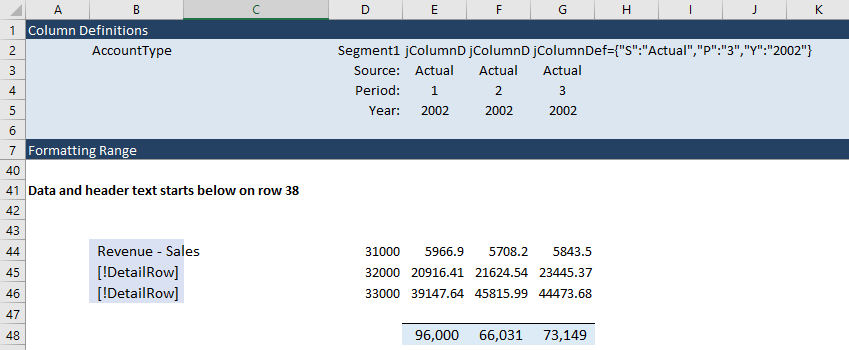 A B C D E F G H I J K
1 Column Definitions
2 AccountType Segment1 jColumnD jColumnD jColumnDef={"S":"Actual","P":"3","Y":"2002"}
3 Source: Actual Actual Actual
4 Period: 1 2 3
5 Year: 2002 2002 2002
6
7 Formatting Range
40
41 Data and header text starts below on row 38
42
43
44 Revenue - Sales 31000 5966.9 5708.2 5843.5
45 [!DetailRow] 32000 20916.41 21624.54 23445.37
46 [!DetailRow] 33000 39147.64 45815.99 44473.68
47
48 96,000 66,031 73,149